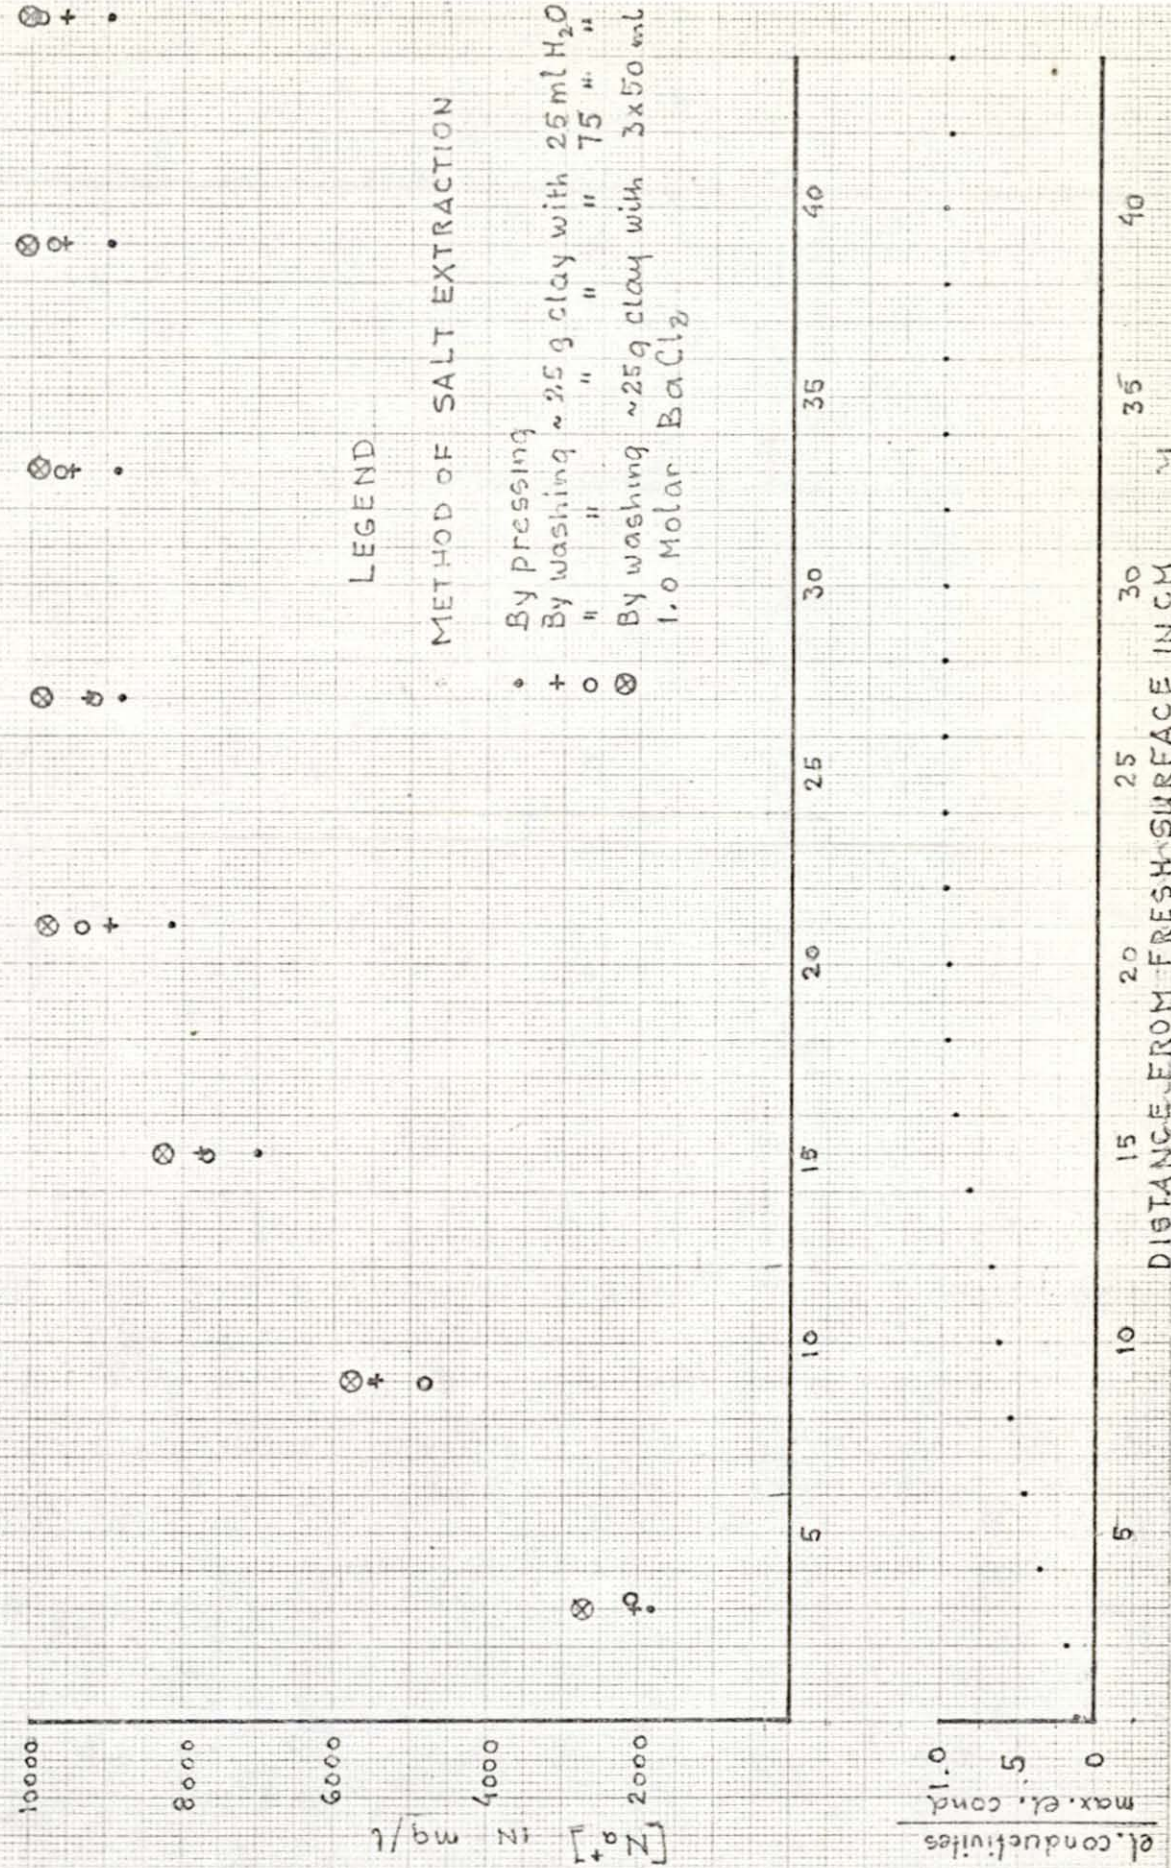 10000
8000
6000
4000
2000
[Na⁺] IN mg/l
LEGEND
METHOD OF SALT EXTRACTION
• By pressing
+ By washing ~25 g clay with 25 ml H₂O
o " " " " " 75 " "
⊗ By washing ~25g clay with 3x50 ml
1.0 Molar BaCl₂
5 10 15 20 25 30 35 40
el. conductivites
max. el. cond
1.0
.5
0
5 10 15 20 25 30 35 40
DISTANCE FROM FRESH SURFACE IN CM